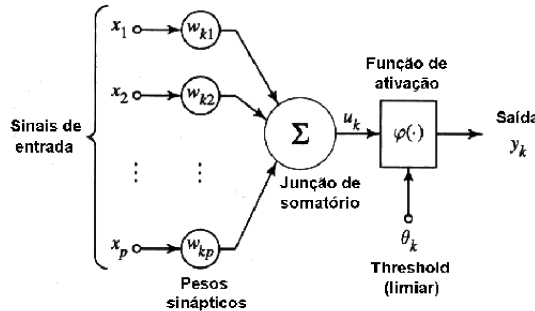 Sinais de
entrada
x1
wk1
x2
wk2
⋮ ⋮
xp
wkp
Pesos
sinápticos
Σ
Junção de
somatório
uk
Função de
ativação
φ(·)
Saída
yk
θk
Threshold
(limiar)